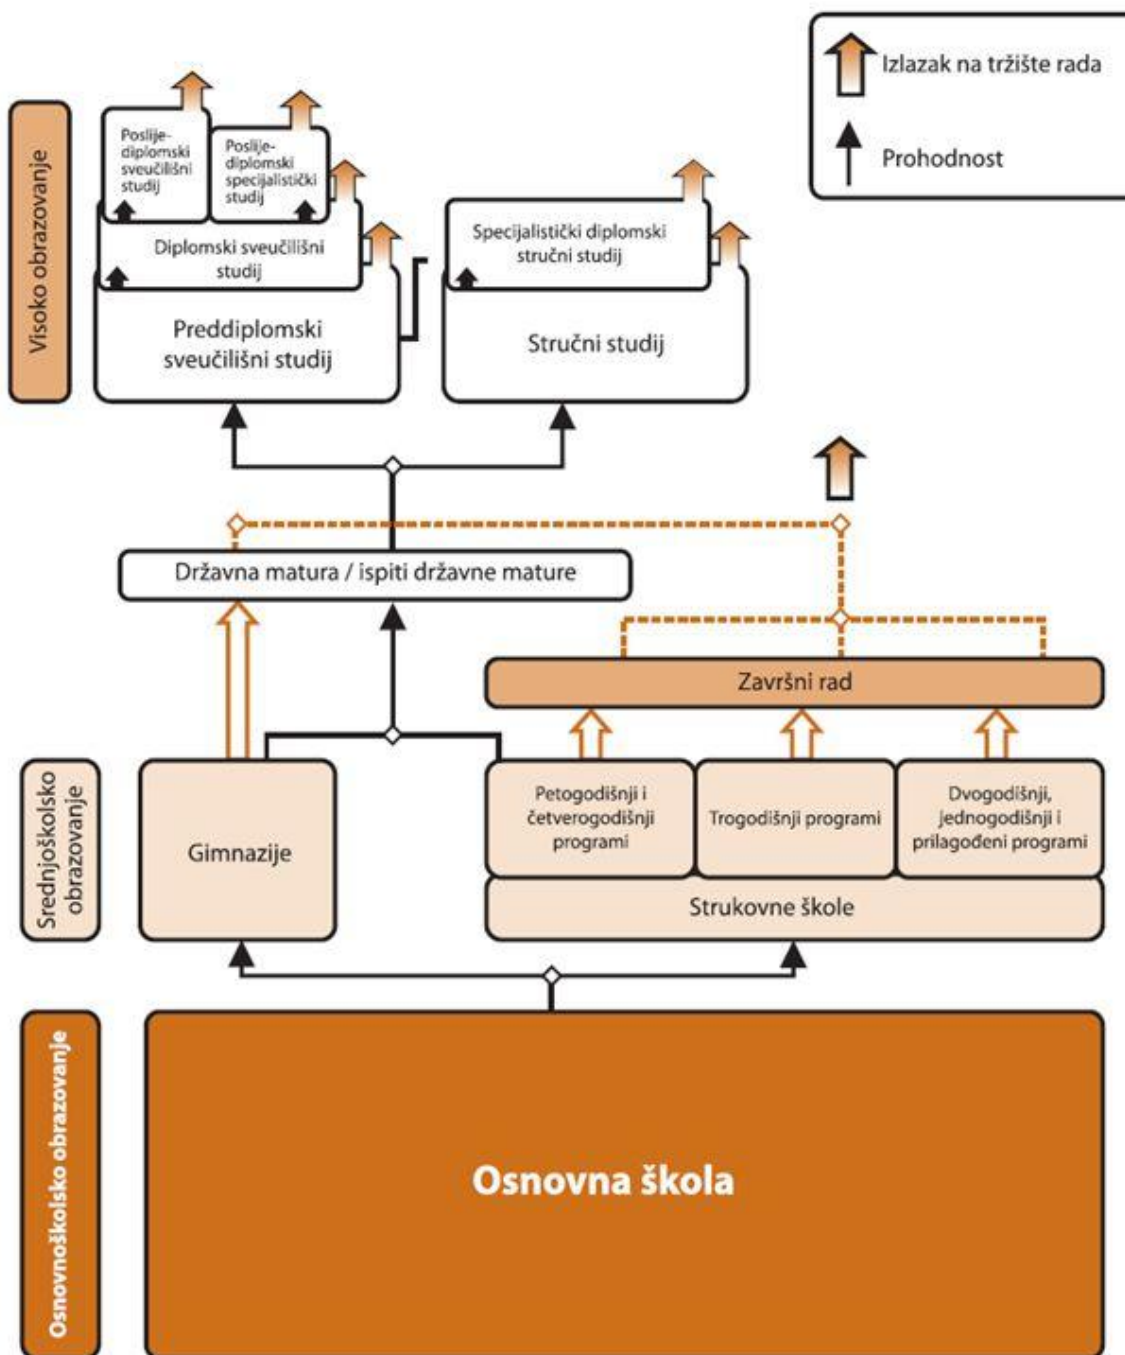 Izlazak na tržište rada
Prohodnost
Visoko obrazovanje
Poslije-
diplomski
sveučilišni
studij
Poslije-
diplomski
specijalistički
studij
Diplomski sveučilišni
studij
Preddiplomski
sveučilišni studij
Specijalistički diplomski
stručni studij
Stručni studij
Državna matura / ispiti državne mature
Završni rad
Srednjoškolsko
obrazovanje
Gimnazije
Petogodišnji i
četverogodišnji
programi
Trogodišnji programi
Dvogodišnji,
jednogodišnji i
prilagođeni programi
Strukovne škole
Osnovnoškolsko obrazovanje
Osnovna škola